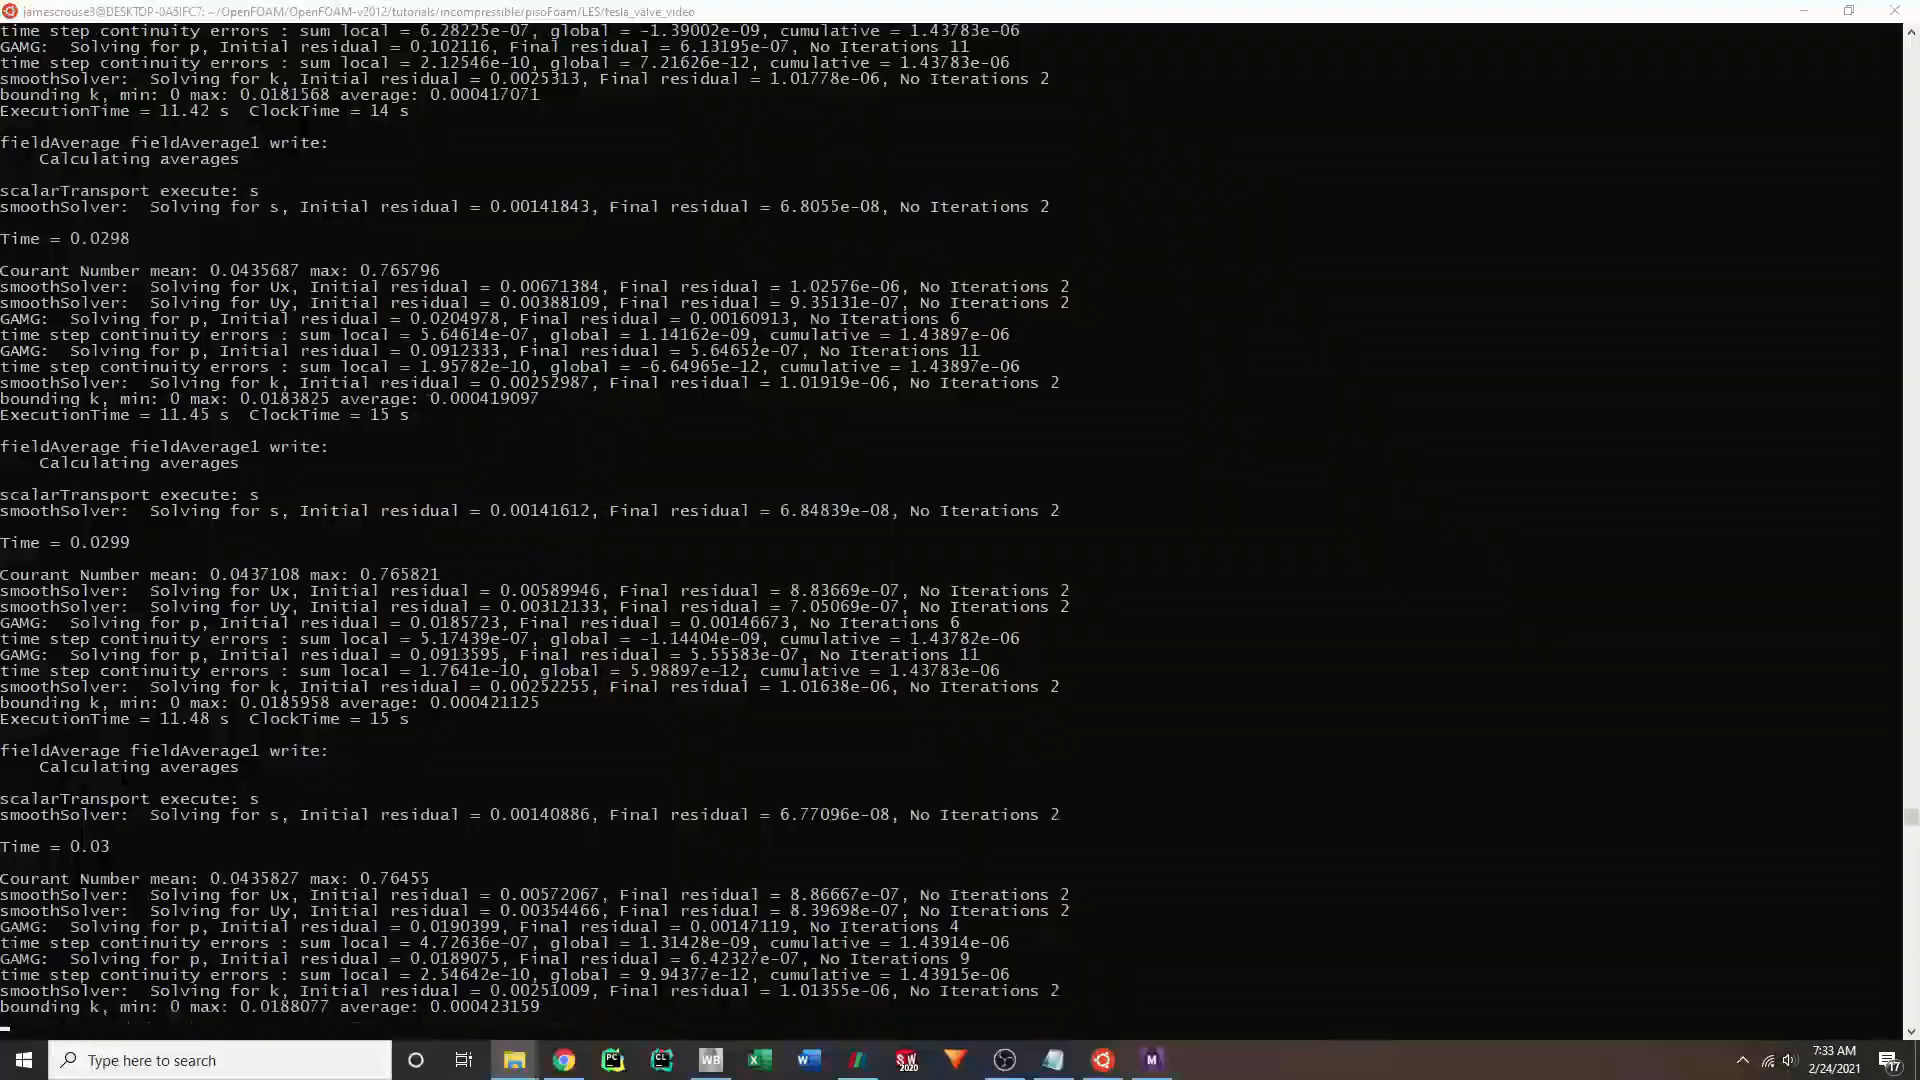 jamescrouse3@DESKTOP-0A5IFC7: ~/OpenFOAM/OpenFOAM-v2012/tutorials/incompressible/pisoFoam/LES/tesla_valve_video
time step continuity errors : sum local = 6.28225e-07, global = -1.39002e-09, cumulative = 1.43783e-06
GAMG:  Solving for p, Initial residual = 0.102116, Final residual = 6.13195e-07, No Iterations 11
time step continuity errors : sum local = 2.12546e-10, global = 7.21626e-12, cumulative = 1.43783e-06
smoothSolver:  Solving for k, Initial residual = 0.0025313, Final residual = 1.01778e-06, No Iterations 2
bounding k, min: 0 max: 0.0181568 average: 0.000417071
ExecutionTime = 11.42 s  ClockTime = 14 s
fieldAverage fieldAverage1 write:
    Calculating averages
scalarTransport execute: s
smoothSolver:  Solving for s, Initial residual = 0.00141843, Final residual = 6.8055e-08, No Iterations 2
Time = 0.0298
Courant Number mean: 0.0435687 max: 0.765796
smoothSolver:  Solving for Ux, Initial residual = 0.00671384, Final residual = 1.02576e-06, No Iterations 2
smoothSolver:  Solving for Uy, Initial residual = 0.00388109, Final residual = 9.35131e-07, No Iterations 2
GAMG:  Solving for p, Initial residual = 0.0204978, Final residual = 0.00160913, No Iterations 6
time step continuity errors : sum local = 5.64614e-07, global = 1.14162e-09, cumulative = 1.43897e-06
GAMG:  Solving for p, Initial residual = 0.0912333, Final residual = 5.64652e-07, No Iterations 11
time step continuity errors : sum local = 1.95782e-10, global = -6.64965e-12, cumulative = 1.43897e-06
smoothSolver:  Solving for k, Initial residual = 0.00252987, Final residual = 1.01919e-06, No Iterations 2
bounding k, min: 0 max: 0.0183825 average: 0.000419097
ExecutionTime = 11.45 s  ClockTime = 15 s
fieldAverage fieldAverage1 write:
    Calculating averages
scalarTransport execute: s
smoothSolver:  Solving for s, Initial residual = 0.00141612, Final residual = 6.84839e-08, No Iterations 2
Time = 0.0299
Courant Number mean: 0.0437108 max: 0.765821
smoothSolver:  Solving for Ux, Initial residual = 0.00589946, Final residual = 8.83669e-07, No Iterations 2
smoothSolver:  Solving for Uy, Initial residual = 0.00312133, Final residual = 7.05069e-07, No Iterations 2
GAMG:  Solving for p, Initial residual = 0.0185723, Final residual = 0.00146673, No Iterations 6
time step continuity errors : sum local = 5.17439e-07, global = -1.14404e-09, cumulative = 1.43782e-06
GAMG:  Solving for p, Initial residual = 0.0913595, Final residual = 5.55583e-07, No Iterations 11
time step continuity errors : sum local = 1.7641e-10, global = 5.98897e-12, cumulative = 1.43783e-06
smoothSolver:  Solving for k, Initial residual = 0.00252255, Final residual = 1.01638e-06, No Iterations 2
bounding k, min: 0 max: 0.0185958 average: 0.000421125
ExecutionTime = 11.48 s  ClockTime = 15 s
fieldAverage fieldAverage1 write:
    Calculating averages
scalarTransport execute: s
smoothSolver:  Solving for s, Initial residual = 0.00140886, Final residual = 6.77096e-08, No Iterations 2
Time = 0.03
Courant Number mean: 0.0435827 max: 0.76455
smoothSolver:  Solving for Ux, Initial residual = 0.00572067, Final residual = 8.86667e-07, No Iterations 2
smoothSolver:  Solving for Uy, Initial residual = 0.00354466, Final residual = 8.39698e-07, No Iterations 2
GAMG:  Solving for p, Initial residual = 0.0190399, Final residual = 0.00147119, No Iterations 4
time step continuity errors : sum local = 4.72636e-07, global = 1.31428e-09, cumulative = 1.43914e-06
GAMG:  Solving for p, Initial residual = 0.0189075, Final residual = 6.42327e-07, No Iterations 9
time step continuity errors : sum local = 2.54642e-10, global = 9.94377e-12, cumulative = 1.43915e-06
smoothSolver:  Solving for k, Initial residual = 0.00251009, Final residual = 1.01355e-06, No Iterations 2
bounding k, min: 0 max: 0.0188077 average: 0.000423159
Type here to search
PC
CL
WB
SW
2020
M
7:33 AM
2/24/2021
17